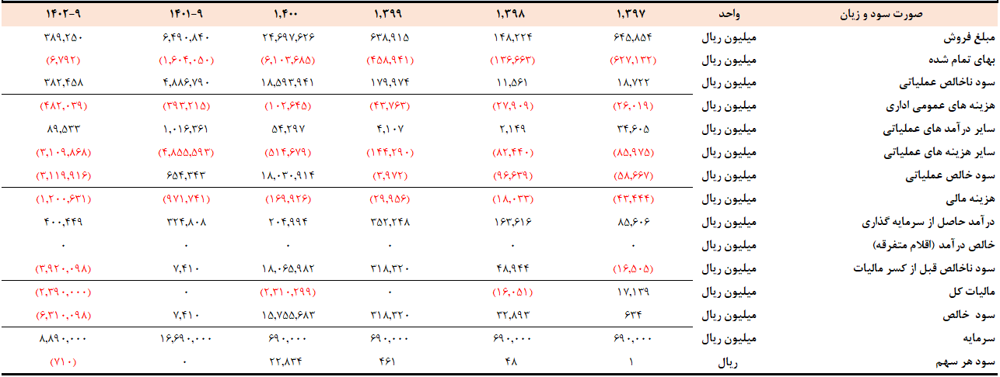 صورت سود و زیان واحد ۱,۳۹۷ ۱,۳۹۸ ۱,۳۹۹ ۱,۴۰۰ ۱۴۰۱-۹ ۱۴۰۲-۹
مبلغ فروش میلیون ریال ۶۴۵,۸۵۴ ۱۴۸,۲۲۴ ۶۳۸,۹۱۵ ۲۴,۶۹۷,۶۲۶ ۶,۴۹۰,۸۴۰ ۳۸۹,۲۵۰
بهای تمام شده میلیون ریال (۶۲۷,۱۳۲) (۱۳۶,۶۶۳) (۴۵۸,۹۴۱) (۶,۱۰۳,۶۸۵) (۱,۶۰۴,۰۵۰) (۶,۷۹۲)
سود ناخالص عملیاتی میلیون ریال ۱۸,۷۲۲ ۱۱,۵۶۱ ۱۷۹,۹۷۴ ۱۸,۵۹۳,۹۴۱ ۴,۸۸۶,۷۹۰ ۳۸۲,۴۵۸
هزینه های عمومی اداری میلیون ریال (۲۶,۰۱۹) (۲۷,۹۰۹) (۴۳,۷۶۳) (۱۰۲,۶۴۵) (۳۹۳,۲۱۵) (۴۸۲,۰۳۹)
سایر درآمد های عملیاتی میلیون ریال ۳۴,۶۰۵ ۲,۱۴۹ ۴,۱۰۷ ۵۴,۲۹۷ ۱,۰۱۶,۳۶۱ ۸۹,۵۳۳
سایر هزینه های عملیاتی میلیون ریال (۸۵,۹۷۵) (۸۲,۴۴۰) (۱۴۴,۲۹۰) (۵۱۴,۶۷۹) (۴,۸۵۵,۵۹۳) (۳,۱۰۹,۸۶۸)
سود خالص عملیاتی میلیون ریال (۵۸,۶۶۷) (۹۶,۶۳۹) (۳,۹۷۲) ۱۸,۰۳۰,۹۱۴ ۶۵۴,۳۴۳ (۳,۱۱۹,۹۱۶)
هزینه مالی میلیون ریال (۴۳,۴۴۴) (۱۸,۰۳۳) (۲۹,۹۵۶) (۱۶۹,۹۲۶) (۹۷۱,۷۴۱) (۱,۲۰۰,۶۳۱)
درآمد حاصل از سرمایه گذاری میلیون ریال ۸۵,۶۰۶ ۱۶۳,۶۱۶ ۳۵۲,۲۴۸ ۲۰۴,۹۹۴ ۳۲۴,۸۰۸ ۴۰۰,۴۴۹
خالص درآمد (اقلام متفرقه) میلیون ریال ۰ ۰ ۰ ۰ ۰ ۰
سود ناخالص قبل از کسر مالیات میلیون ریال (۱۶,۵۰۵) ۴۸,۹۴۴ ۳۱۸,۳۲۰ ۱۸,۰۶۵,۹۸۲ ۷,۴۱۰ (۳,۹۲۰,۰۹۸)
مالیات کل میلیون ریال ۱۷,۱۳۹ (۱۶,۰۵۱) ۰ (۲,۳۱۰,۲۹۹) ۰ (۲,۳۹۰,۰۰۰)
سود خالص میلیون ریال ۶۳۴ ۳۲,۸۹۳ ۳۱۸,۳۲۰ ۱۵,۷۵۵,۶۸۳ ۷,۴۱۰ (۶,۳۱۰,۰۹۸)
سرمایه میلیون ریال ۶۹۰,۰۰۰ ۶۹۰,۰۰۰ ۶۹۰,۰۰۰ ۶۹۰,۰۰۰ ۱۶,۶۹۰,۰۰۰ ۸,۸۹۰,۰۰۰
سود هر سهم ریال ۱ ۴۸ ۴۶۱ ۲۲,۸۳۴ ۰ (۷۱۰)